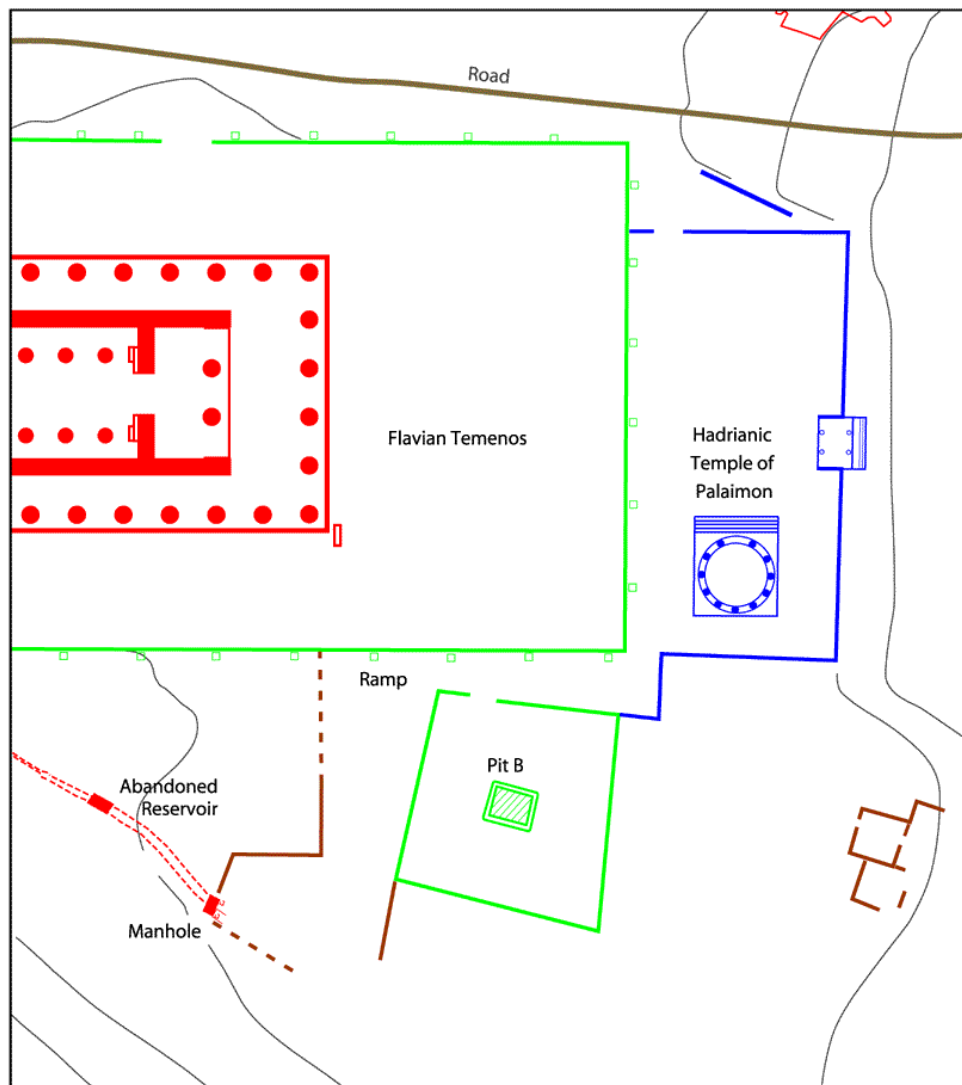 Road
Flavian Temenos
Hadrianic
Temple of
Palaimon
Ramp
Pit B
Abandoned
Reservoir
Manhole